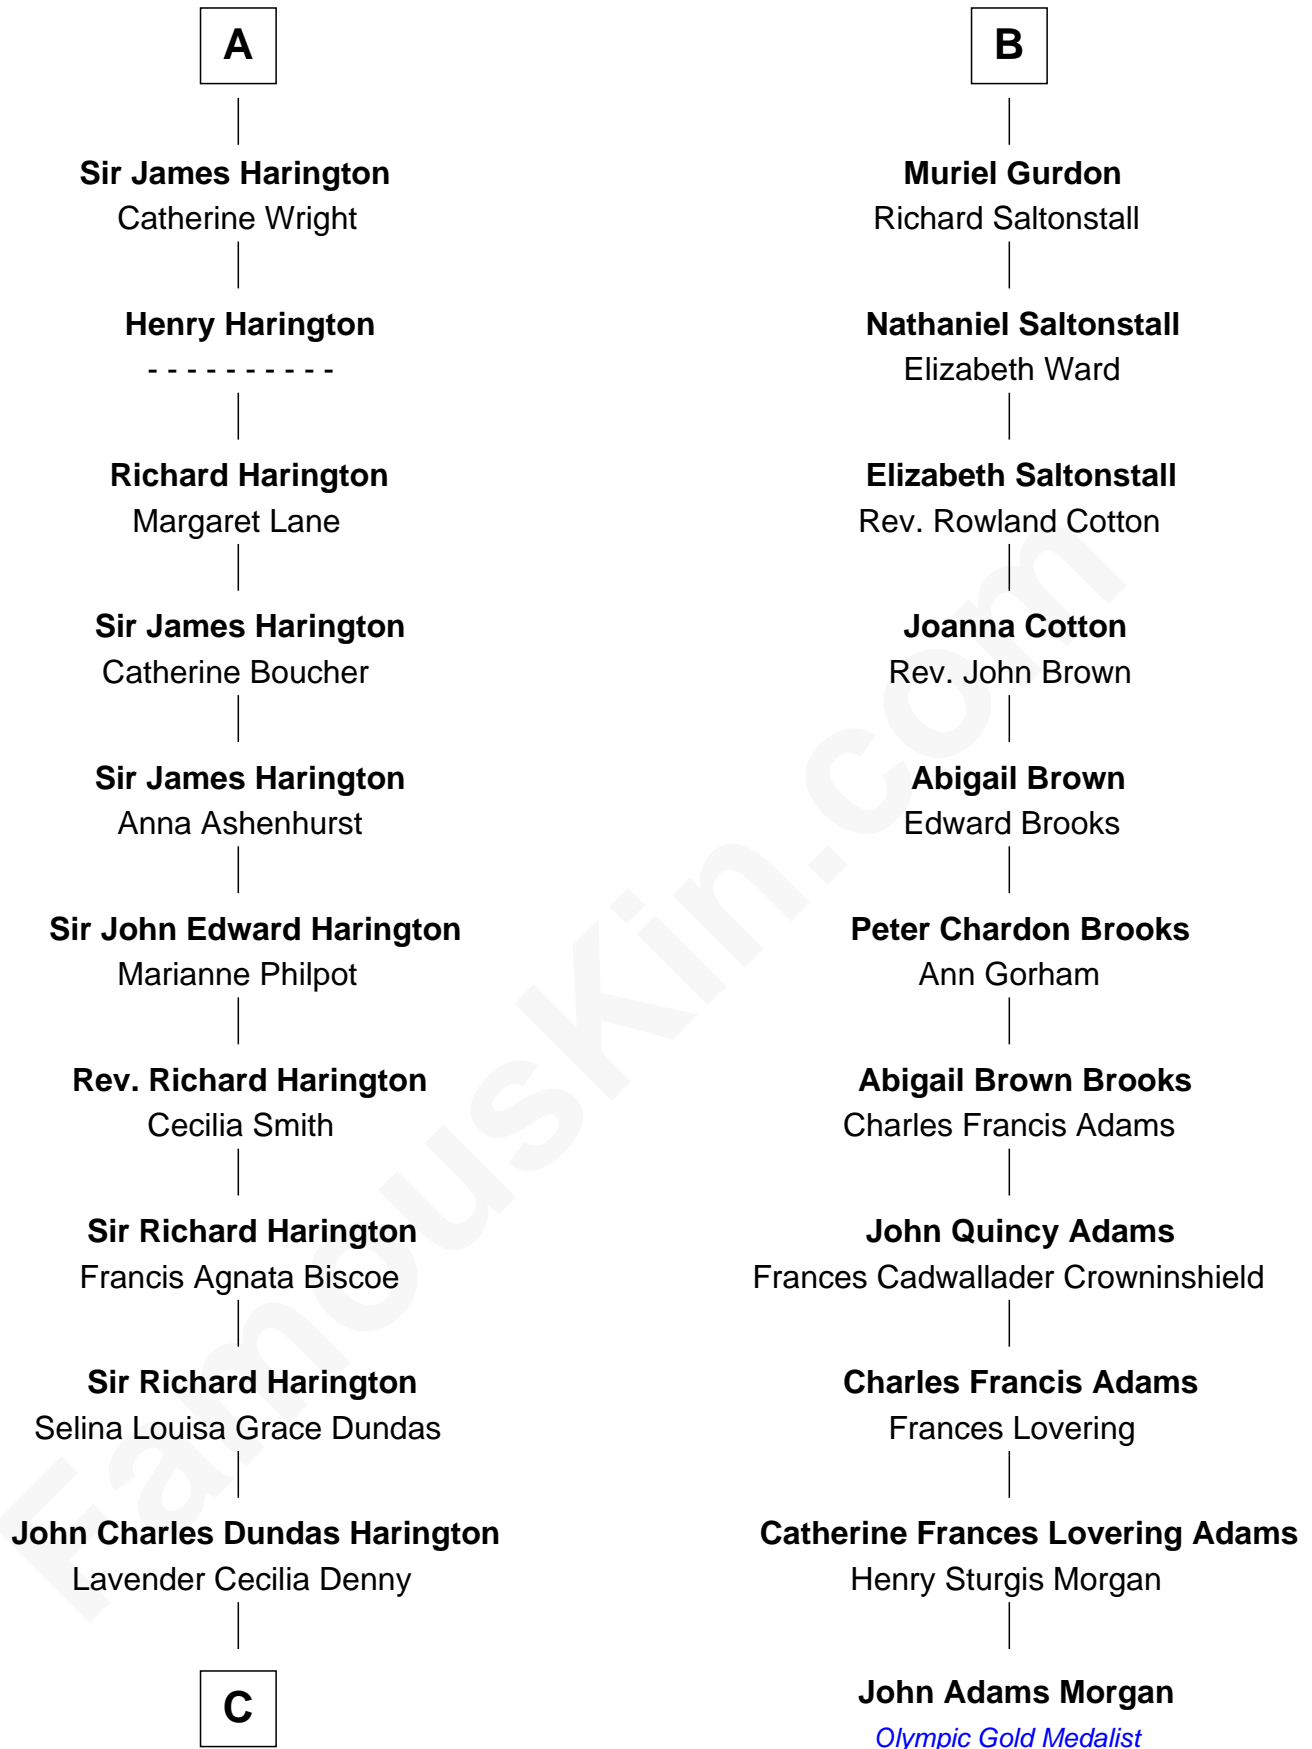 A
Sir James Harington
Catherine Wright
Henry Harington
- - - - - - - - - -
Richard Harington
Margaret Lane
Sir James Harington
Catherine Boucher
Sir James Harington
Anna Ashenhurst
Sir John Edward Harington
Marianne Philpot
Rev. Richard Harington
Cecilia Smith
Sir Richard Harington
Francis Agnata Biscoe
Sir Richard Harington
Selina Louisa Grace Dundas
John Charles Dundas Harington
Lavender Cecilia Denny
C
B
Muriel Gurdon
Richard Saltonstall
Nathaniel Saltonstall
Elizabeth Ward
Elizabeth Saltonstall
Rev. Rowland Cotton
Joanna Cotton
Rev. John Brown
Abigail Brown
Edward Brooks
Peter Chardon Brooks
Ann Gorham
Abigail Brown Brooks
Charles Francis Adams
John Quincy Adams
Frances Cadwallader Crowninshield
Charles Francis Adams
Frances Lovering
Catherine Frances Lovering Adams
Henry Sturgis Morgan
John Adams Morgan
Olympic Gold Medalist
FamousKin.com